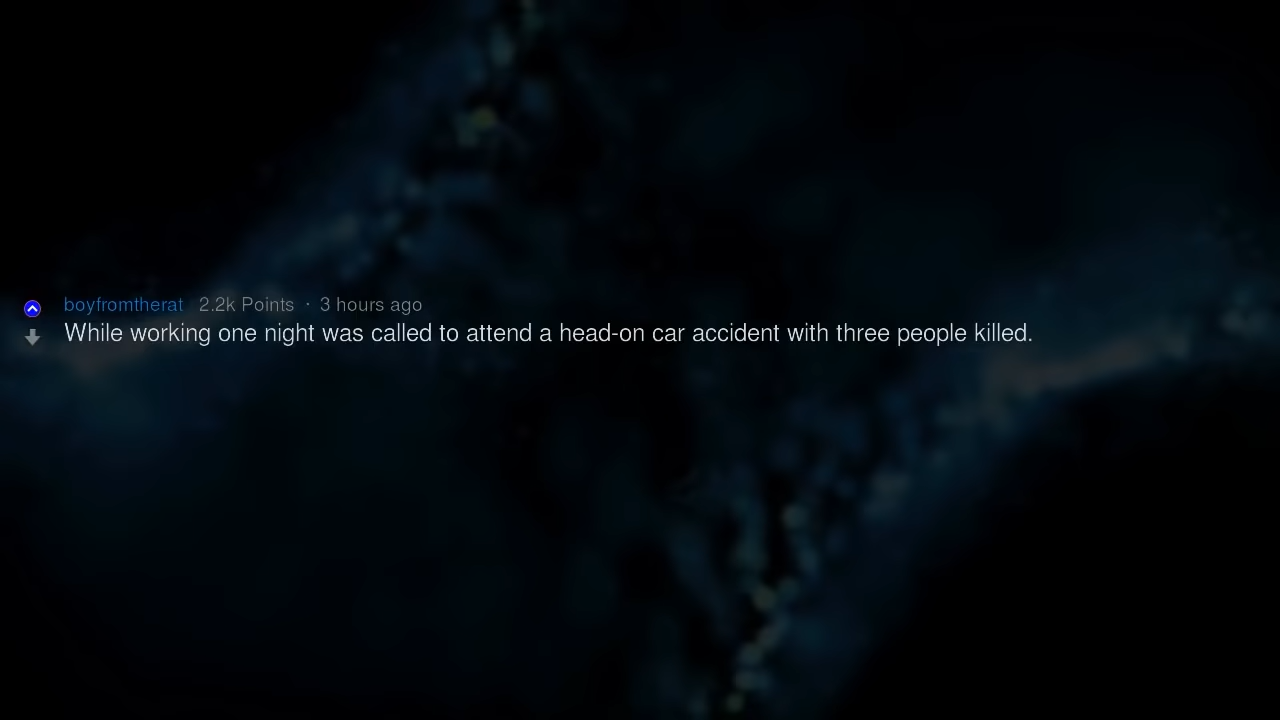 boyfromtherat 2.2k Points · 3 hours ago
While working one night was called to attend a head-on car accident with three people killed.